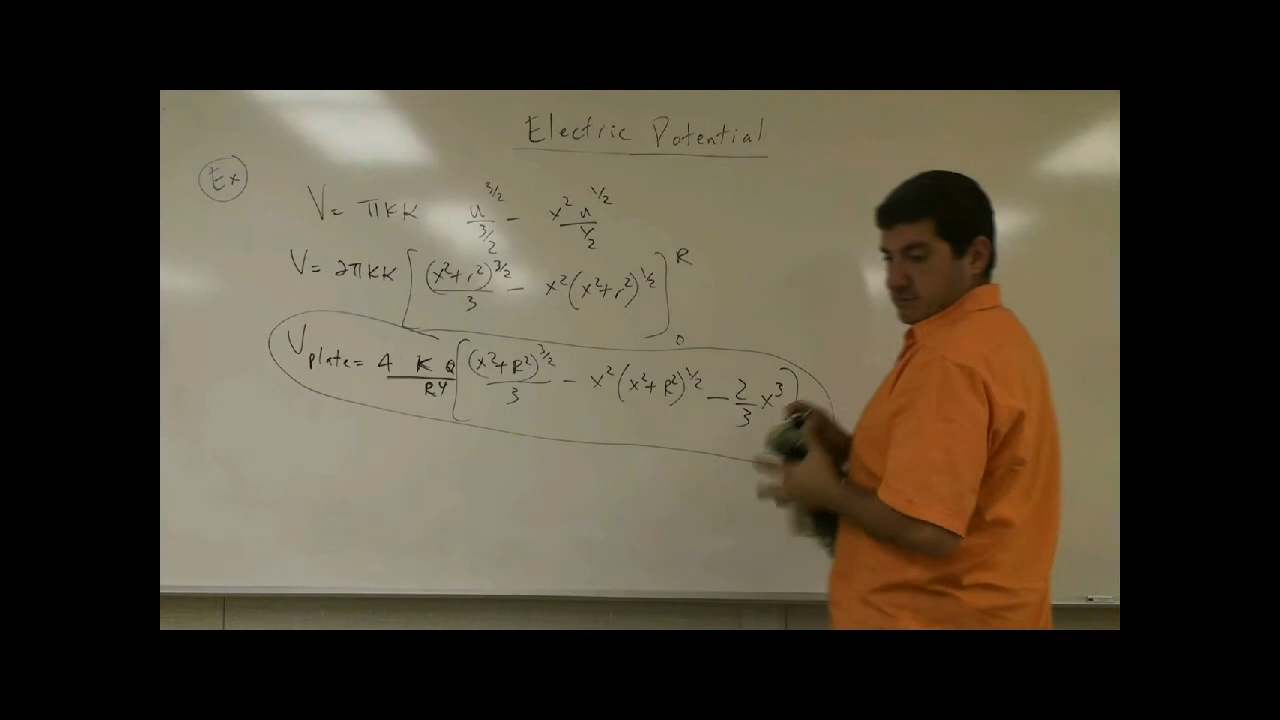 Electric Potential
Ex
V = πKK u^3/2 / 3/2 - x² u^1/2 / 1/2
V = 2πKK [ (x²+r²)^3/2 / 3 - x² (x²+r²)^1/2 ] R 0
V plate = 4 K Q / R4 [ (x²+R²)^3/2 / 3 - x² (x²+R²)^1/2 - 2/3 x³ ]